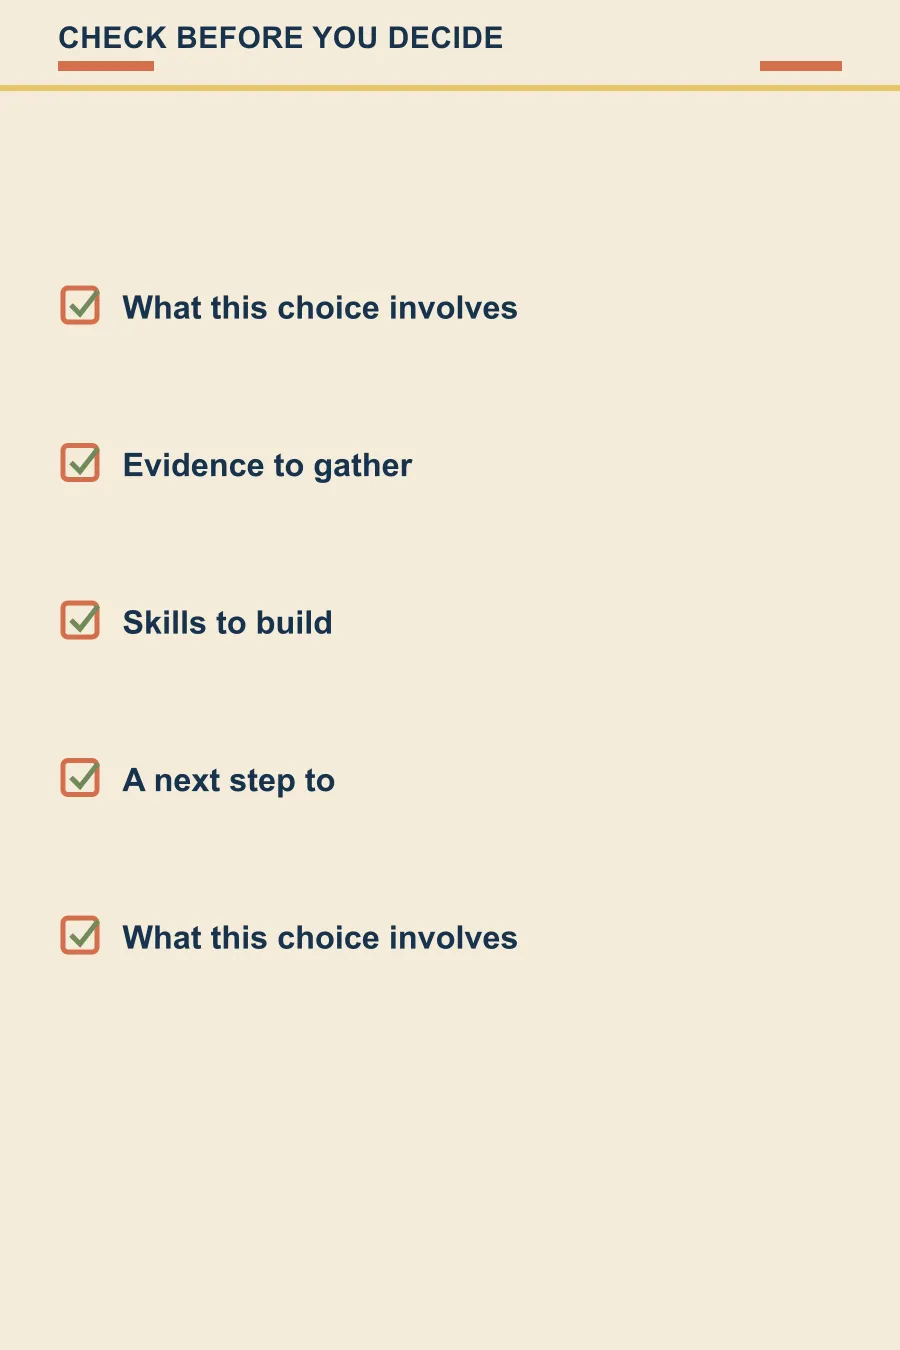 CHECK BEFORE YOU DECIDE
What this choice involves
Evidence to gather
Skills to build
A next step to
What this choice involves